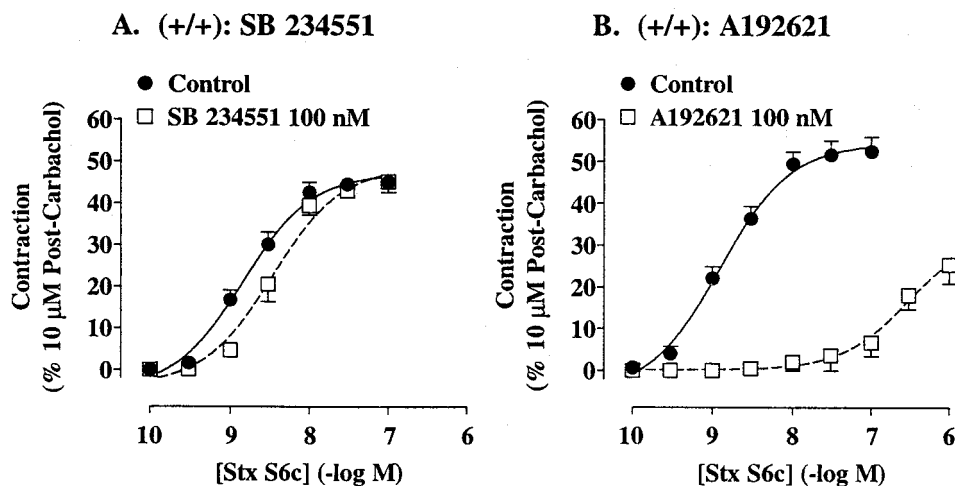 A. (+/+): SB 234551
● Control
□ SB 234551 100 nM
Contraction
(% 10 μM Post-Carbachol)
60
50
40
30
20
10
0
10 9 8 7 6
[Stx S6c] (-log M)
B. (+/+): A192621
● Control
□ A192621 100 nM
Contraction
(% 10 μM Post-Carbachol)
60
50
40
30
20
10
0
10 9 8 7 6
[Stx S6c] (-log M)